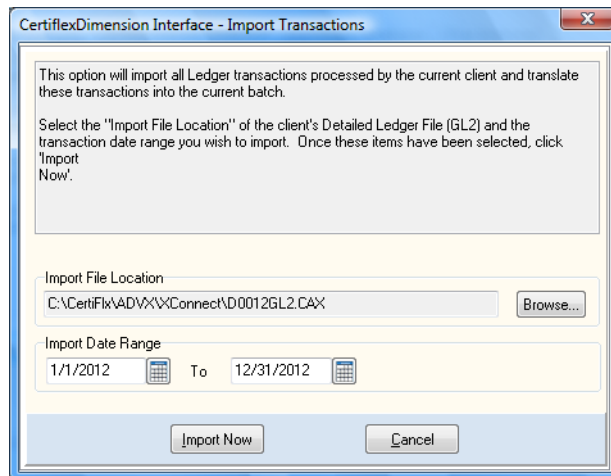 CertiflexDimension Interface - Import Transactions
This option will import all Ledger transactions processed by the current client and translate
these transactions into the current batch.
Select the "Import File Location" of the client's Detailed Ledger File (GL2) and the
transaction date range you wish to import.  Once these items have been selected, click
'Import
Now'.
Import File Location
C:\CertiFlx\ADVX\XConnect\D0012GL2.CAX
Browse...
Import Date Range
1/1/2012
To
12/31/2012
Import Now
Cancel